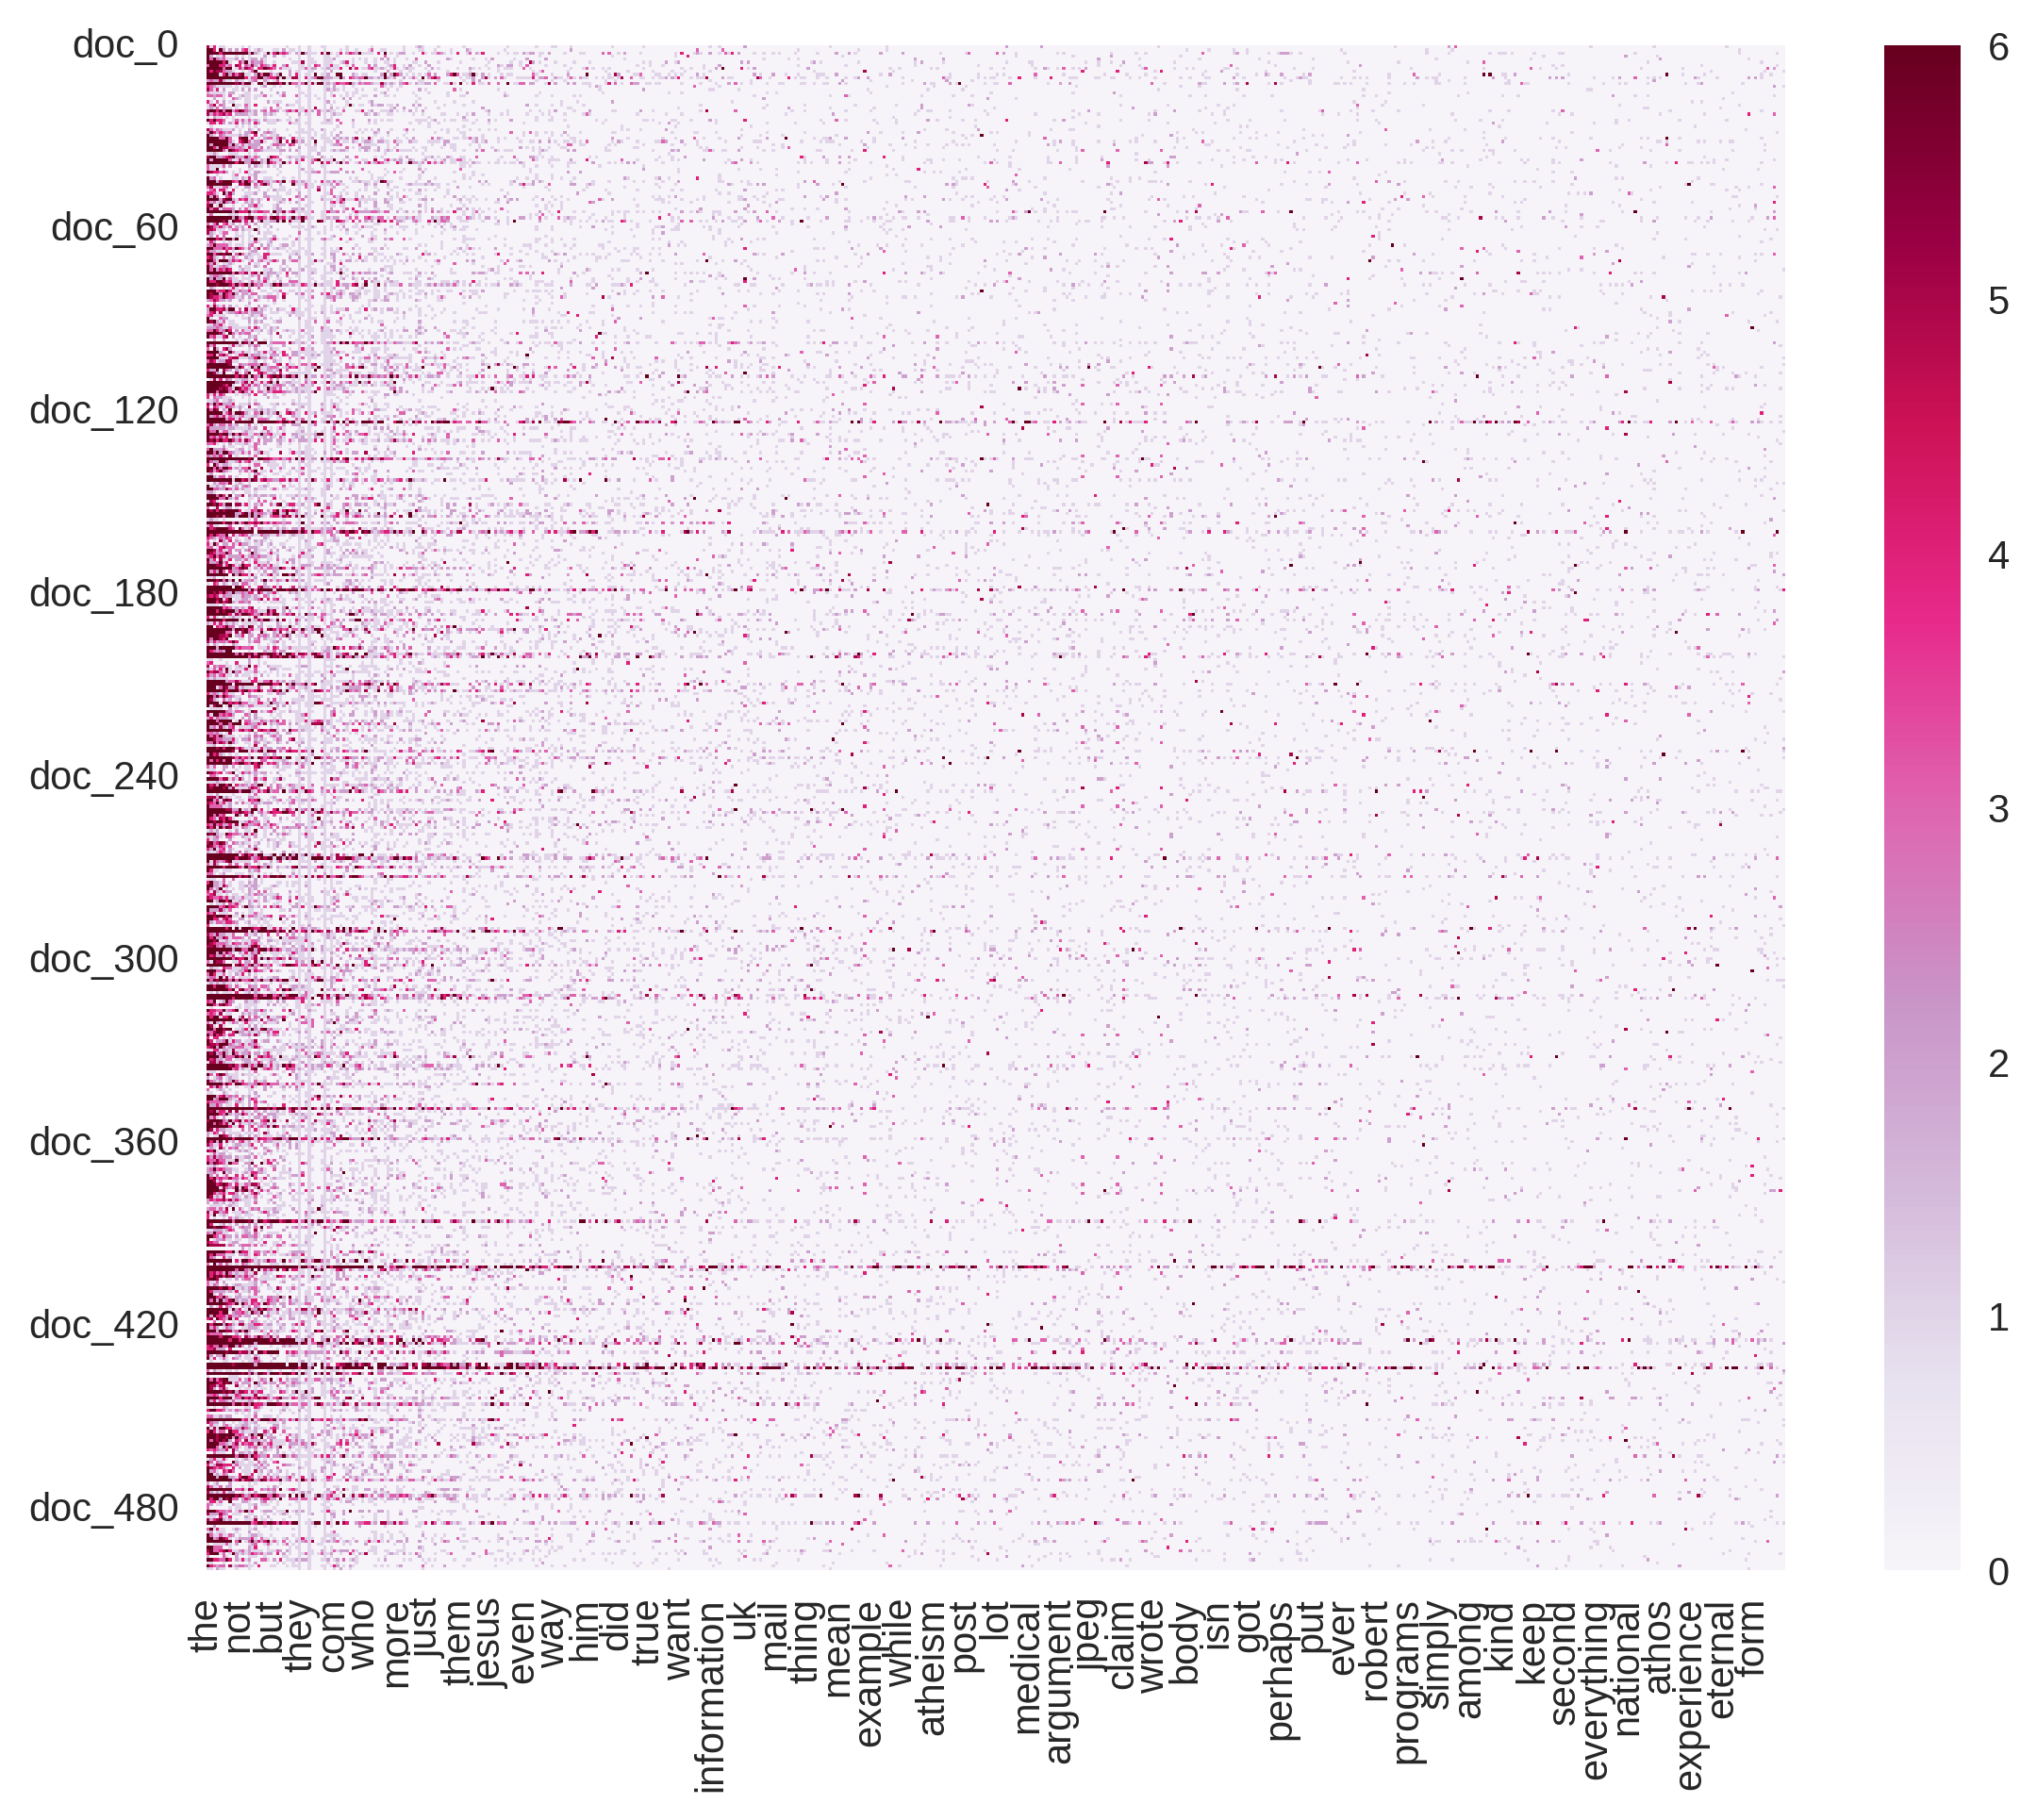 doc_0
doc_60
doc_120
doc_180
doc_240
doc_300
doc_360
doc_420
doc_480
the
not
but
they
com
who
more
just
them
jesus
even
way
him
did
true
want
information
uk
mail
thing
mean
example
while
atheism
post
lot
medical
argument
jpeg
claim
wrote
body
isn
got
perhaps
put
ever
robert
programs
simply
among
kind
keep
second
everything
national
athos
experience
eternal
form
6
5
4
3
2
1
0